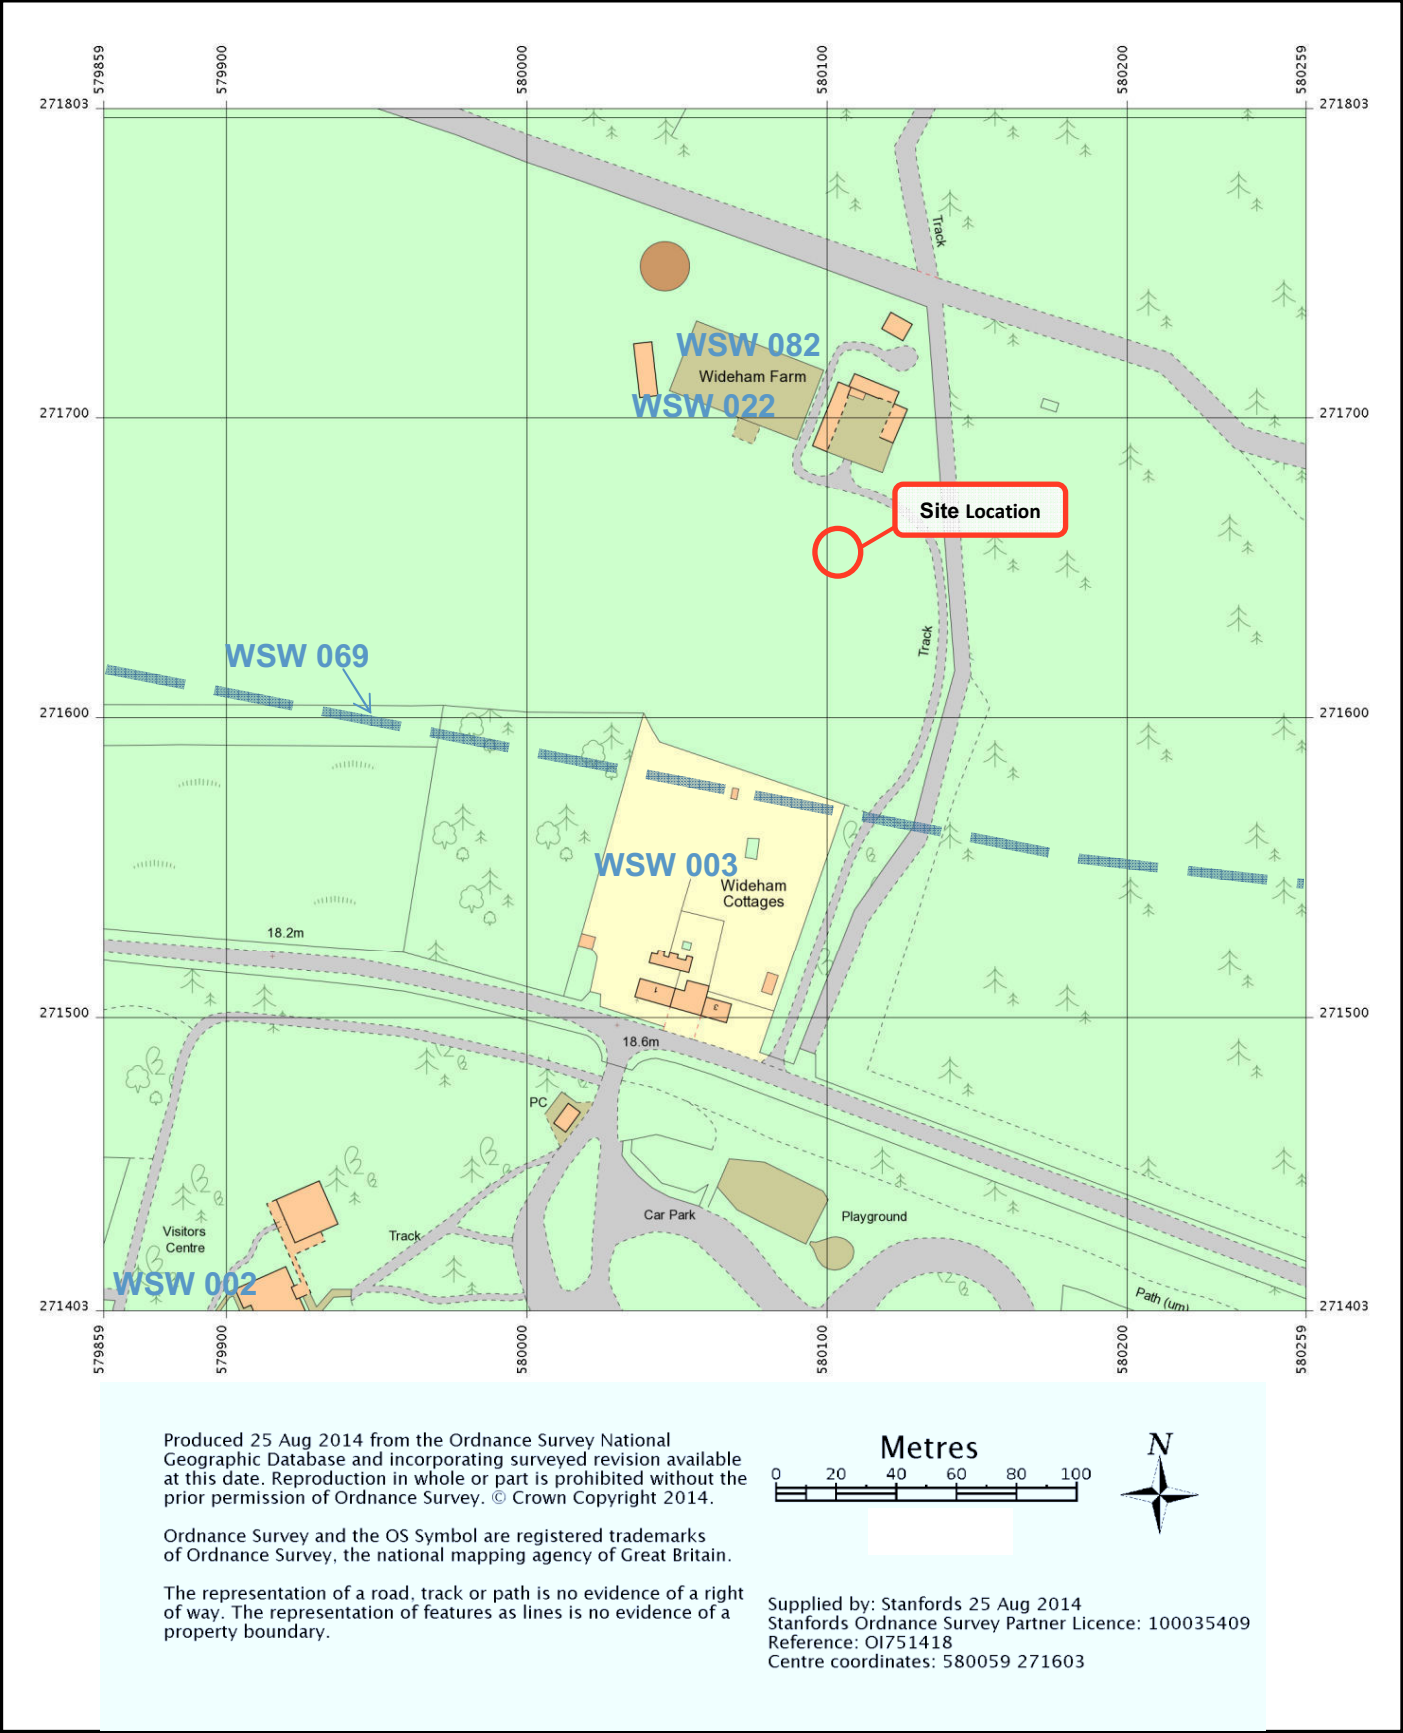 579859
579900
580000
580100
580200
580259
271803
271803
Track
WSW 082
Wideham Farm
WSW 022
271700
271700
Site Location
Track
WSW 069
271600
271600
WSW 003
Wideham
Cottages
18.2m
1
3
271500
271500
18.6m
PC
Visitors
Centre
Track
Car Park
Playground
WSW 002
Path (um)
271403
271403
579859
579900
580000
580100
580200
580259
Produced 25 Aug 2014 from the Ordnance Survey National
Geographic Database and incorporating surveyed revision available
at this date. Reproduction in whole or part is prohibited without the
prior permission of Ordnance Survey. © Crown Copyright 2014.
Ordnance Survey and the OS Symbol are registered trademarks
of Ordnance Survey, the national mapping agency of Great Britain.
The representation of a road, track or path is no evidence of a right
of way. The representation of features as lines is no evidence of a
property boundary.
Metres
0 20 40 60 80 100
N
Supplied by: Stanfords 25 Aug 2014
Stanfords Ordnance Survey Partner Licence: 100035409
Reference: OI751418
Centre coordinates: 580059 271603